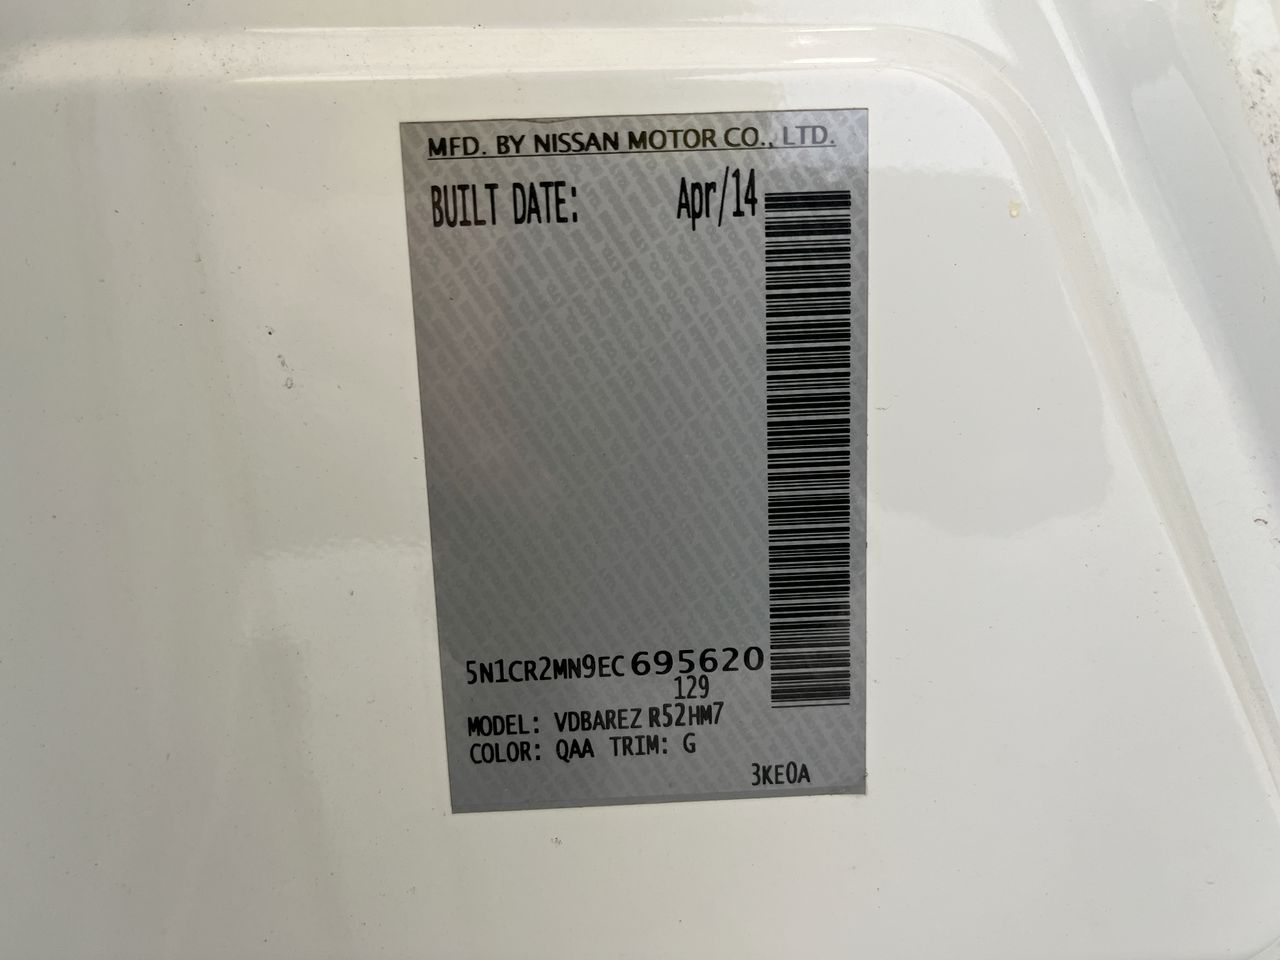 MFD. BY NISSAN MOTOR CO., LTD.
BUILT DATE: Apr/14
5N1CR2MN9EC695620
129
MODEL: VDBAREZ R52HM7
COLOR: QAA TRIM: G
3KE0A